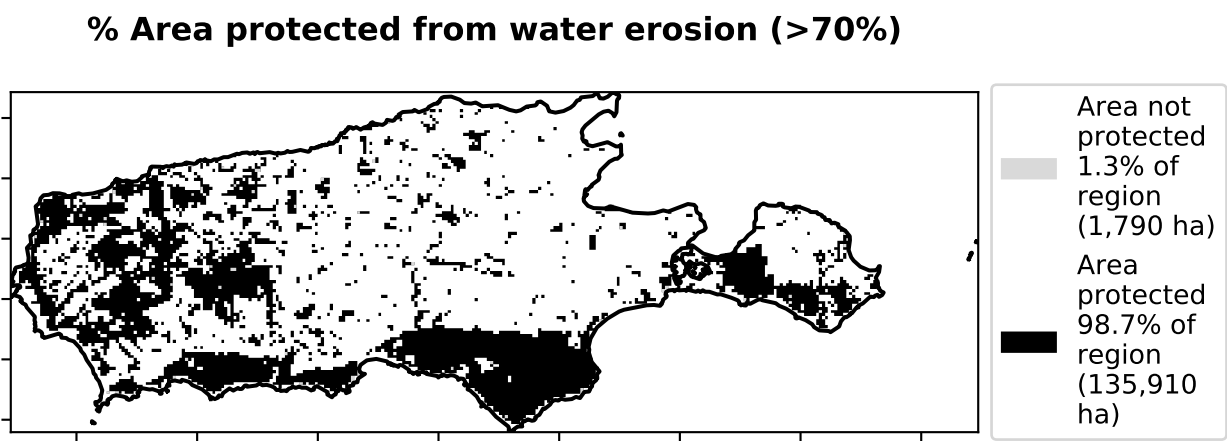 % Area protected from water erosion (>70%)
Area not
protected
1.3% of
region
(1,790 ha)
Area
protected
98.7% of
region
(135,910
ha)